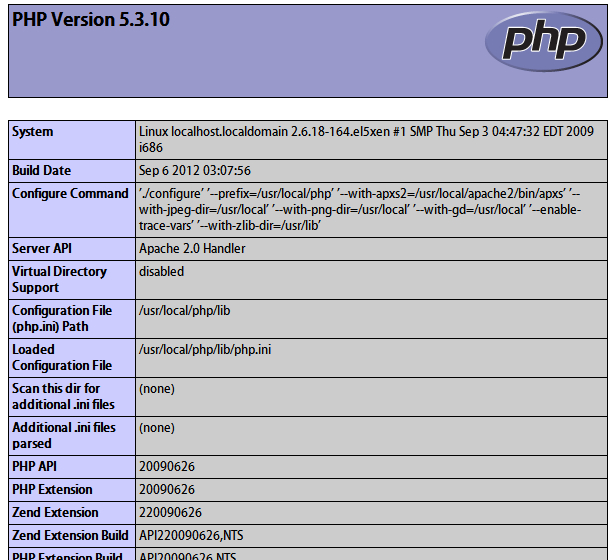 PHP Version 5.3.10
php
System
Linux localhost.localdomain 2.6.18-164.el5xen #1 SMP Thu Sep 3 04:47:32 EDT 2009
i686
Build Date
Sep 6 2012 03:07:56
Configure Command
'./configure' '--prefix=/usr/local/php' '--with-apxs2=/usr/local/apache2/bin/apxs' '--
with-jpeg-dir=/usr/local' '--with-png-dir=/usr/local' '--with-gd=/usr/local' '--enable-
trace-vars' '--with-zlib-dir=/usr/lib'
Server API
Apache 2.0 Handler
Virtual Directory
Support
disabled
Configuration File
(php.ini) Path
/usr/local/php/lib
Loaded
Configuration File
/usr/local/php/lib/php.ini
Scan this dir for
additional .ini files
(none)
Additional .ini files
parsed
(none)
PHP API
20090626
PHP Extension
20090626
Zend Extension
220090626
Zend Extension Build
API220090626,NTS
PHP Extension Build
API20090626,NTS